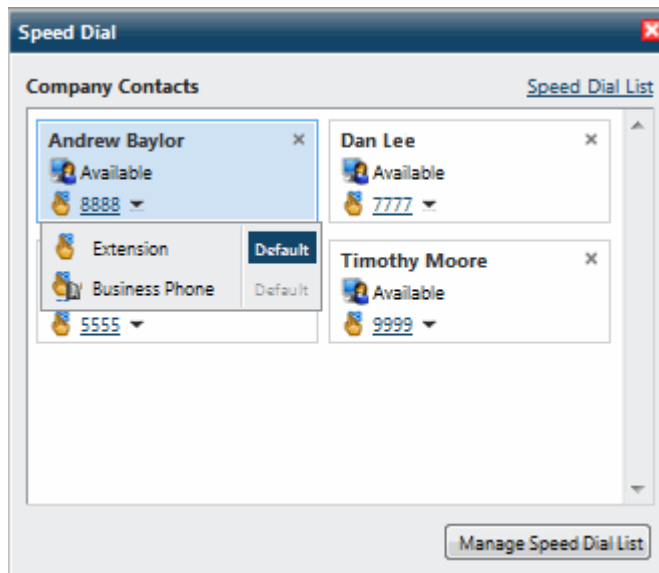 Speed Dial
Company Contacts
Speed Dial List
Andrew Baylor
Available
8888
Extension
Default
Business Phone
Default
5555
Dan Lee
Available
7777
Timothy Moore
Available
9999
Manage Speed Dial List